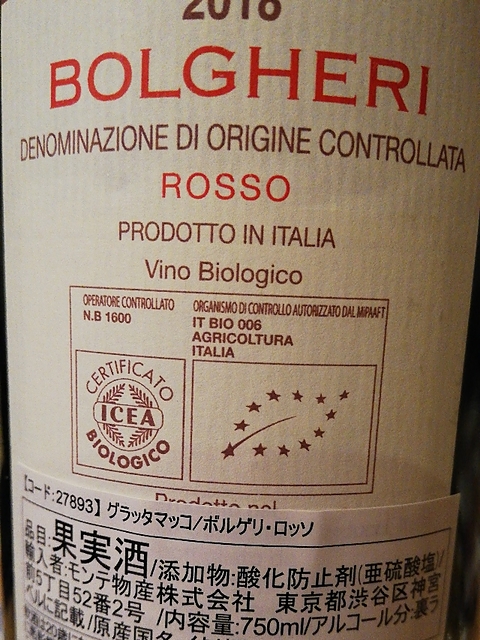 2018
BOLGHERI
DENOMINAZIONE DI ORIGINE CONTROLLATA
ROSSO
PRODOTTO IN ITALIA
Vino Biologico
OPERATORE CONTROLLATO
N.B 1600
ORGANISMO DI CONTROLLO AUTORIZZATO DAL MIPAAFT
IT BIO 006
AGRICOLTURA
ITALIA
CERTIFICATO
ICEA
BIOLOGICO
Prodotto nel
【コード:27893】グラッタマッコ/ボルゲリ・ロッソ
品目:果実酒/添加物:酸化防止剤(亜硫酸塩)/
輸入者:モンテ物産株式会社 東京都渋谷区神宮
前5丁目52番2号 /内容量:750ml/アルコール分:裏ラ
ベルに記載/原産国名: